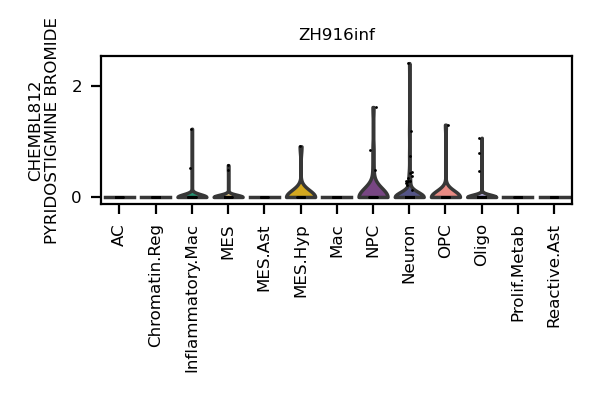 ZH916inf
CHEMBL812
PYRIDOSTIGMINE BROMIDE
2
0
AC
Chromatin.Reg
Inflammatory.Mac
MES
MES.Ast
MES.Hyp
Mac
NPC
Neuron
OPC
Oligo
Prolif.Metab
Reactive.Ast